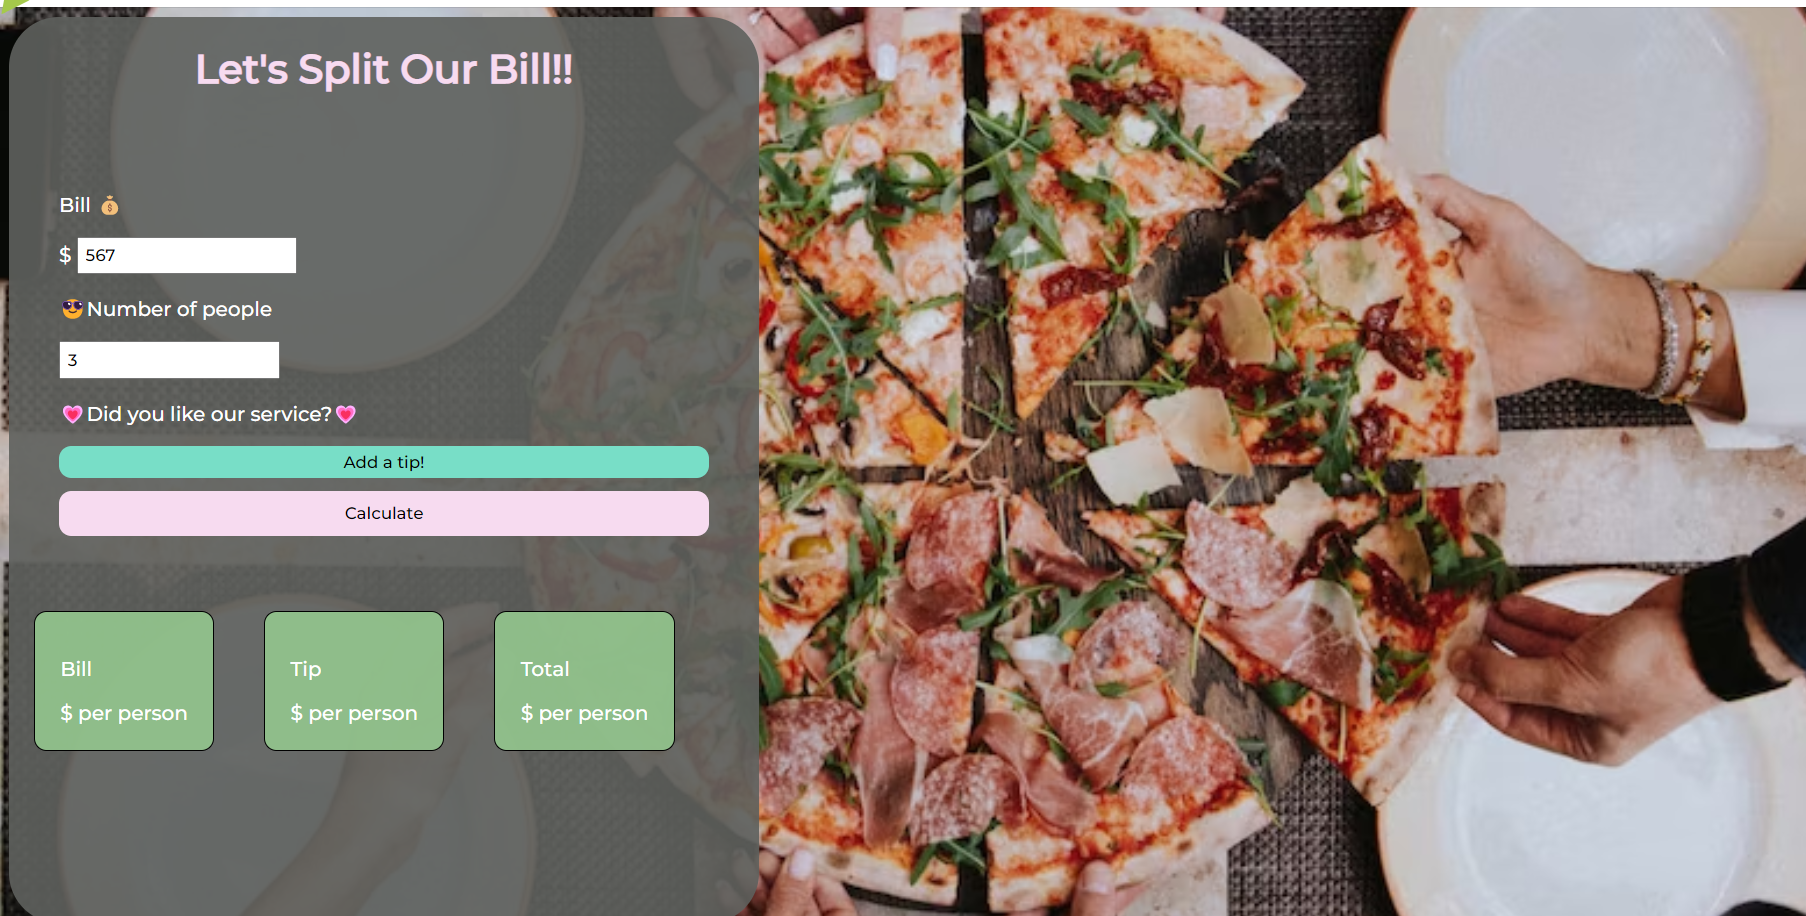 Let's Split Our Bill!!
Bill 💰
$ 567
😎Number of people
3
💗Did you like our service?💗
Add a tip!
Calculate
Bill
$ per person
Tip
$ per person
Total
$ per person